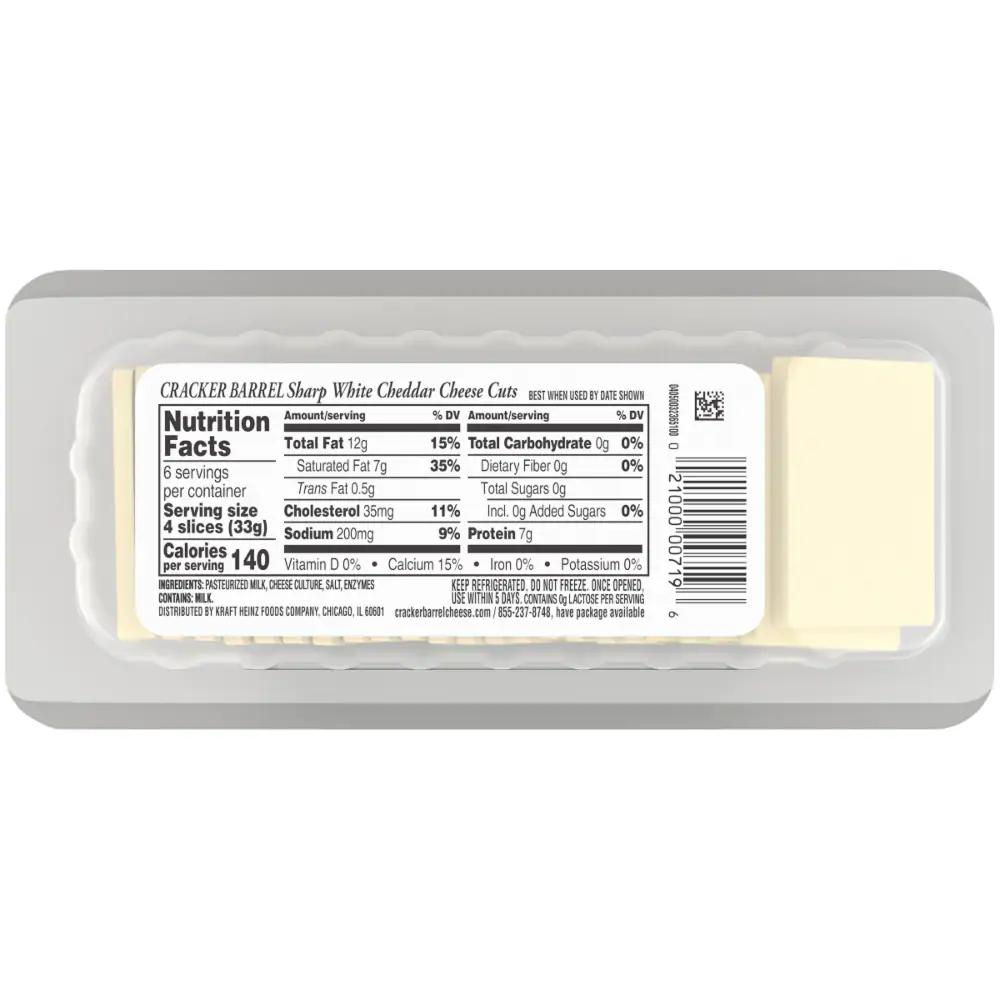 CRACKER BARREL Sharp White Cheddar Cheese Cuts BEST WHEN USED BY DATE SHOWN
Nutrition
Facts
6 servings
per container
Serving size
4 slices (33g)
Calories
per serving 140
Amount/serving % DV
Total Fat 12g 15%
Saturated Fat 7g 35%
Trans Fat 0.5g
Cholesterol 35mg 11%
Sodium 200mg 9%
Amount/serving % DV
Total Carbohydrate 0g 0%
Dietary Fiber 0g 0%
Total Sugars 0g
Incl. 0g Added Sugars 0%
Protein 7g
Vitamin D 0% • Calcium 15% • Iron 0% • Potassium 0%
INGREDIENTS: PASTEURIZED MILK, CHEESE CULTURE, SALT, ENZYMES
CONTAINS: MILK.
DISTRIBUTED BY KRAFT HEINZ FOODS COMPANY, CHICAGO, IL 60601
KEEP REFRIGERATED. DO NOT FREEZE. ONCE OPENED,
USE WITHIN 5 DAYS. CONTAINS 0g LACTOSE PER SERVING
crackerbarrelcheese.com / 855-237-8748, have package available
0 21000 00719 6